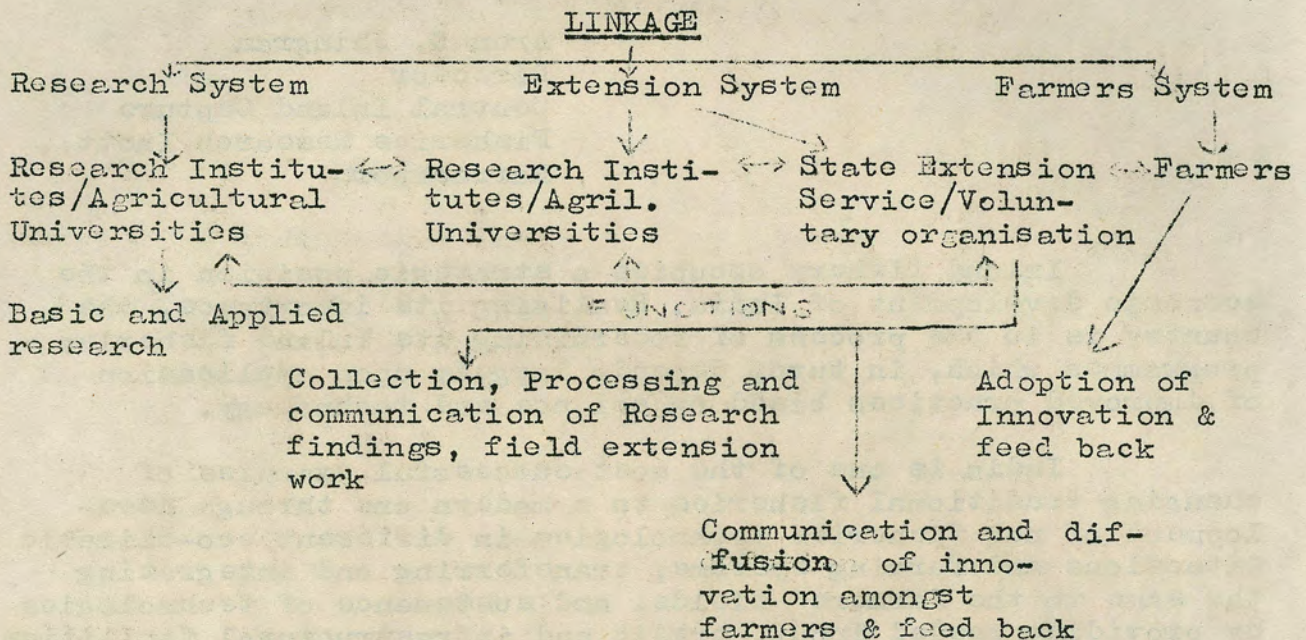 LINKAGE
Research System Extension System Farmers System
Research Institu- Research Insti- State Extension Farmers
tes/Agricultural tutes/Agril. Service/Volun-
Universities Universities tary organisation
FUNCTIONS
Basic and Applied
research
Collection, Processing and
communication of Research
findings, field extension
work
Adoption of
Innovation &
feed back
Communication and dif-
fusion of inno-
vation amongst
farmers & feed back